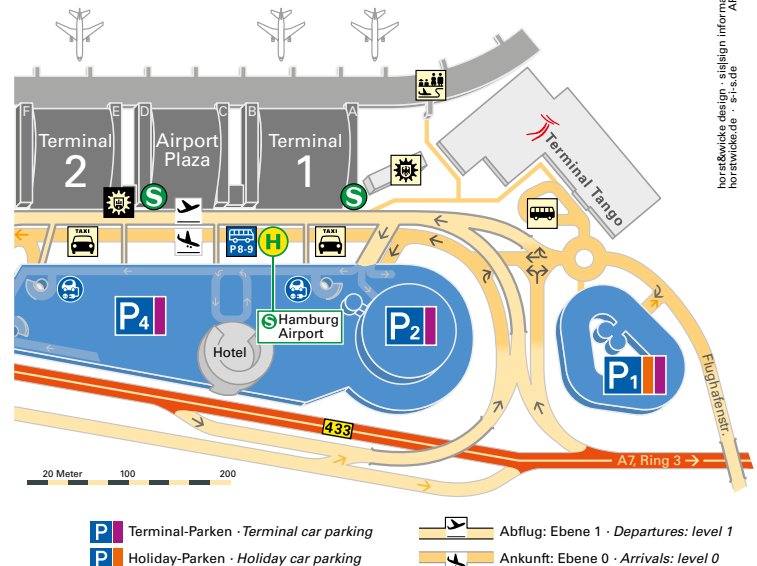 horst&wicke design · sis|sign informa
horstwicke.de · s-i-s.de
F
E
D
C
B
A
Terminal
2
Airport
Plaza
Terminal
1
Terminal Tango
S
S
TAXI
P 8-9
H
TAXI
S Hamburg
Airport
P4
Hotel
P2
P1
Flughafenstr.
433
A7, Ring 3 →
20 Meter 100 200
P Terminal-Parken · Terminal car parking
P Holiday-Parken · Holiday car parking
Abflug: Ebene 1 · Departures: level 1
Ankunft: Ebene 0 · Arrivals: level 0